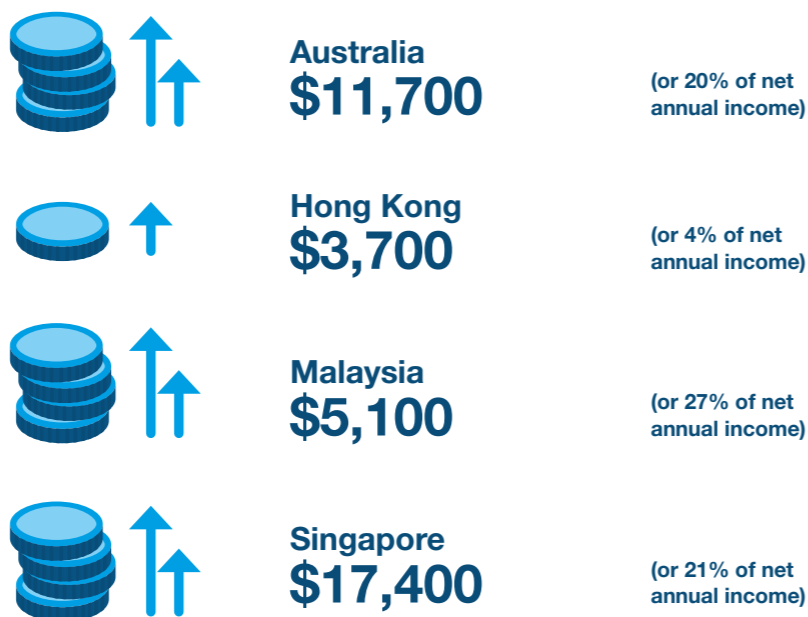 Australia
$11,700
(or 20% of net
annual income)
Hong Kong
$3,700
(or 4% of net
annual income)
Malaysia
$5,100
(or 27% of net
annual income)
Singapore
$17,400
(or 21% of net
annual income)